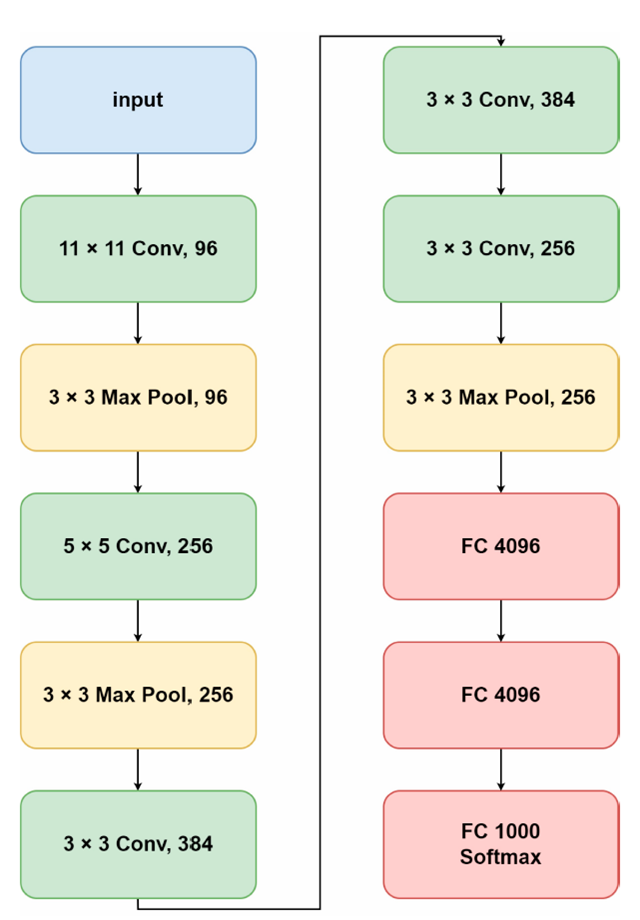 input
11 × 11 Conv, 96
3 × 3 Max Pool, 96
5 × 5 Conv, 256
3 × 3 Max Pool, 256
3 × 3 Conv, 384
3 × 3 Conv, 384
3 × 3 Conv, 256
3 × 3 Max Pool, 256
FC 4096
FC 4096
FC 1000
Softmax